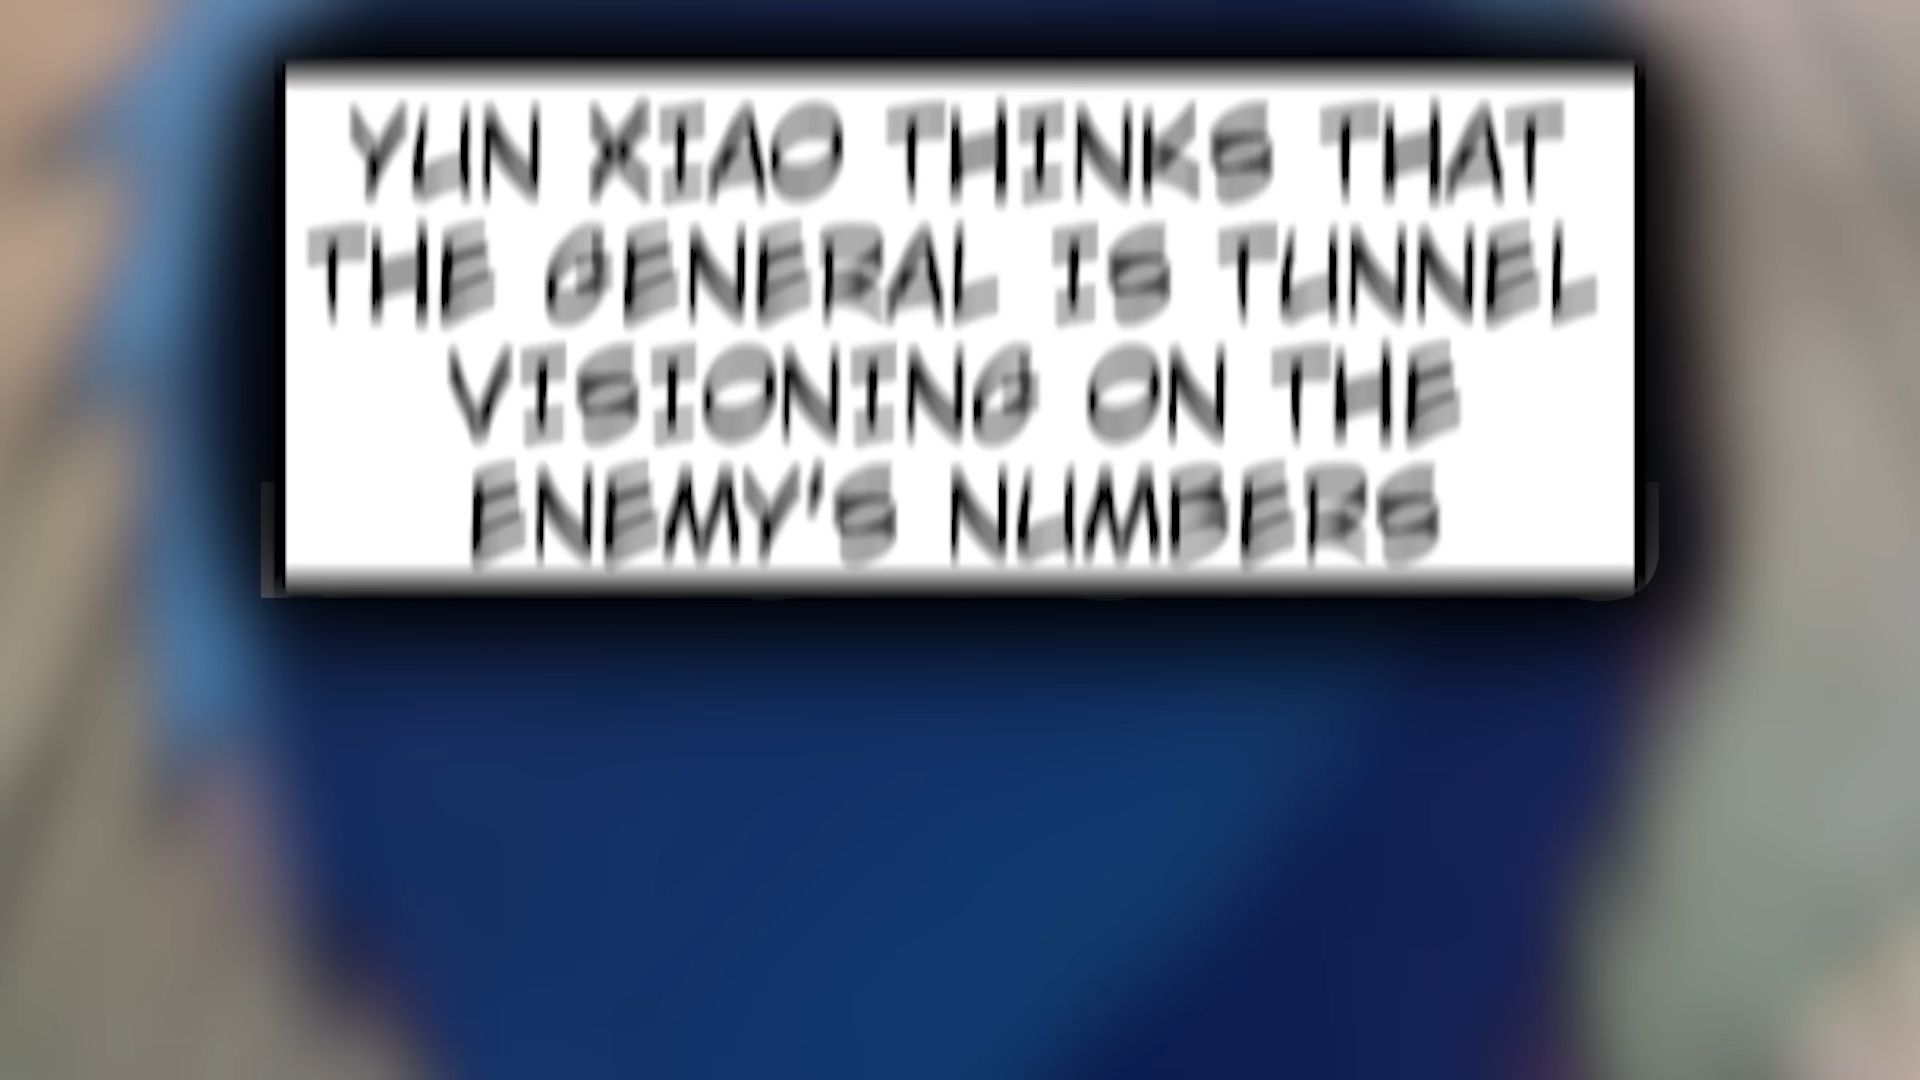 YUN XIAO THINKS THAT
THE GENERAL IS TUNNEL
VISIONING ON THE
ENEMY'S NUMBERS